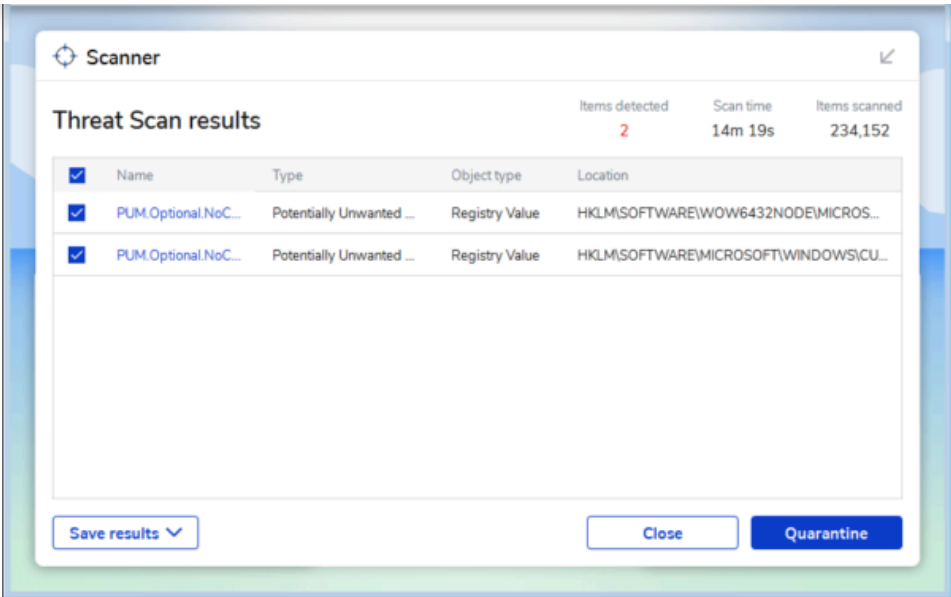 Scanner
Threat Scan results
Items detected
2
Scan time
14m 19s
Items scanned
234,152
Name Type Object type Location
PUM.Optional.NoC... Potentially Unwanted ... Registry Value HKLM\SOFTWARE\WOW6432NODE\MICROS...
PUM.Optional.NoC... Potentially Unwanted ... Registry Value HKLM\SOFTWARE\MICROSOFT\WINDOWS\CU...
Save results Close Quarantine